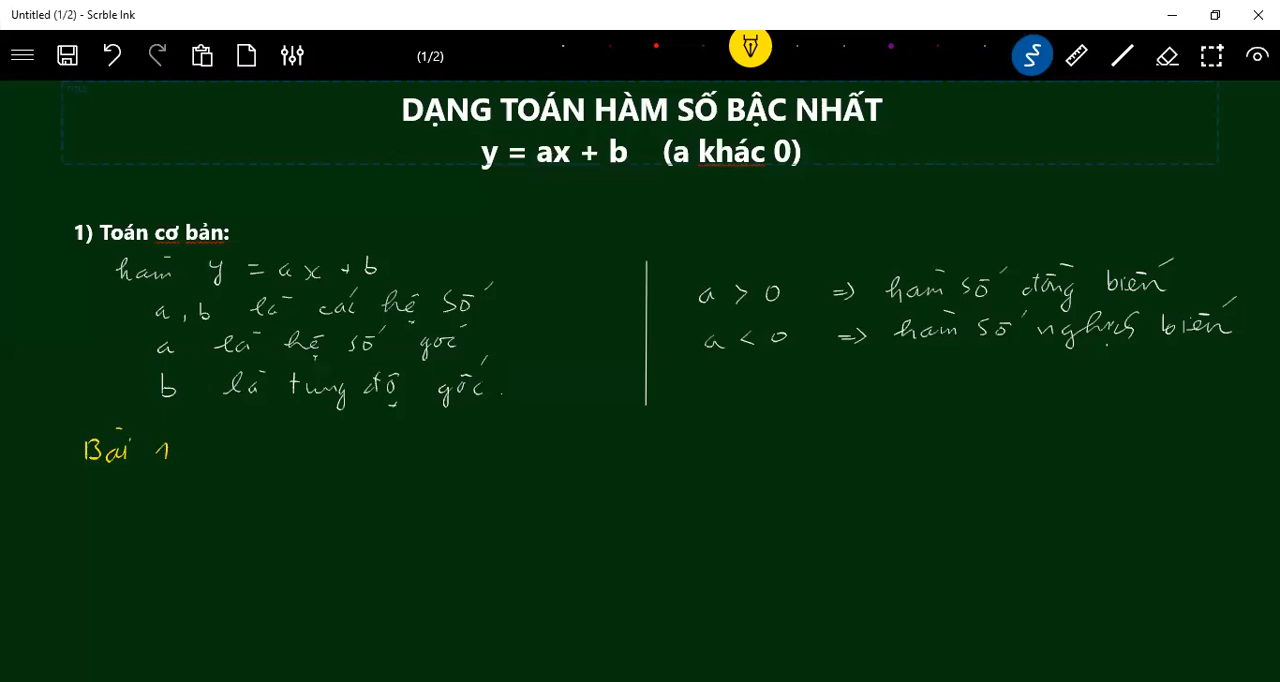 Untitled (1/2) - Scrble Ink
(1/2)
TITLE
DẠNG TOÁN HÀM SỐ BẬC NHẤT
y = ax + b (a khác 0)
1) Toán cơ bản:
hàm y = ax + b
a, b là các hệ số
a là hệ số góc
b là tung độ gốc.
a > 0 => hàm số đồng biến
a < 0 => hàm số nghịch biến
Bài 1